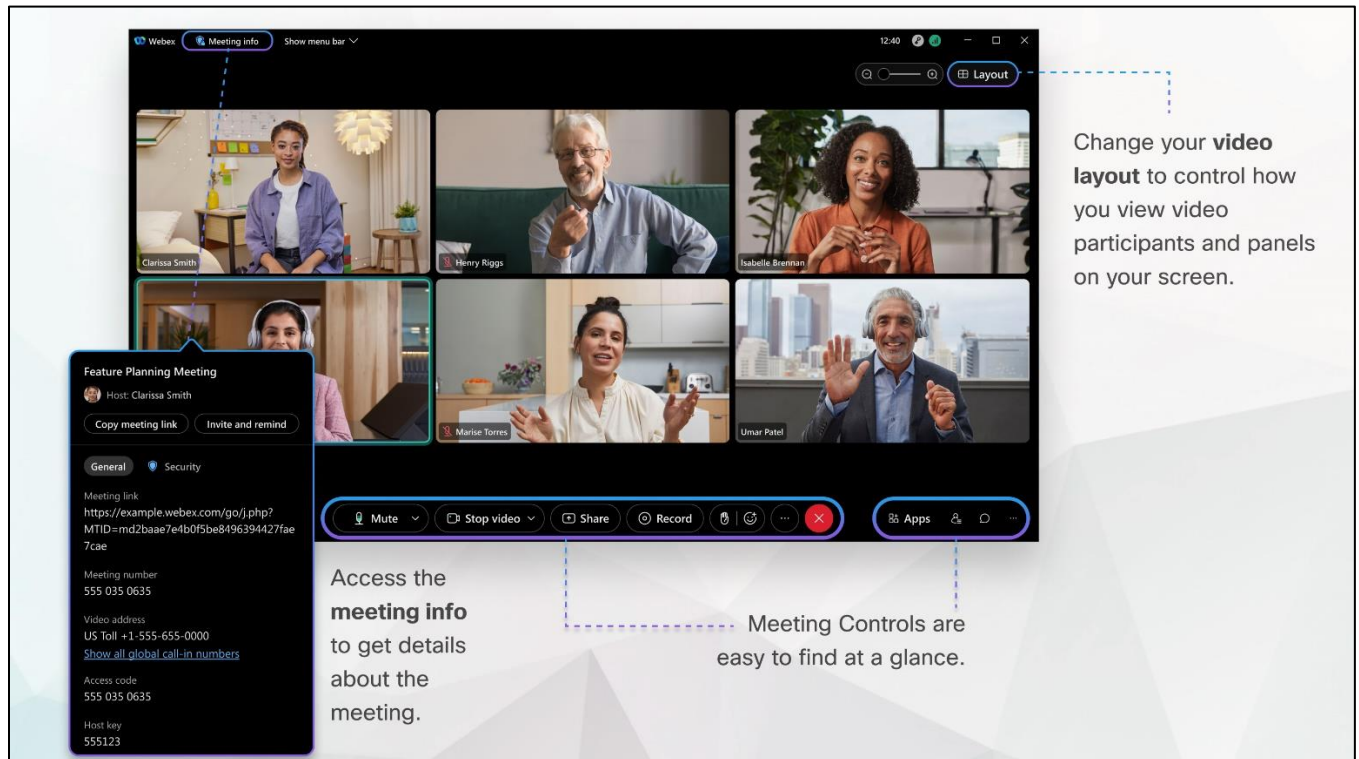 Webex
Meeting info
Show menu bar
12:40
Layout
Clarissa Smith
Henry Riggs
Isabelle Brennan
Marise Torres
Umar Patel
Change your video
layout to control how
you view video
participants and panels
on your screen.
Feature Planning Meeting
Host: Clarissa Smith
Copy meeting link
Invite and remind
General
Security
Meeting link
https://example.webex.com/go/j.php?
MTID=md2baae7e4b0f5be8496394427fae
7cae
Meeting number
555 035 0635
Video address
US Toll +1-555-655-0000
Show all global call-in numbers
Access code
555 035 0635
Host key
555123
Mute
Stop video
Share
Record
Apps
Access the
meeting info
to get details
about the
meeting.
Meeting Controls are
easy to find at a glance.